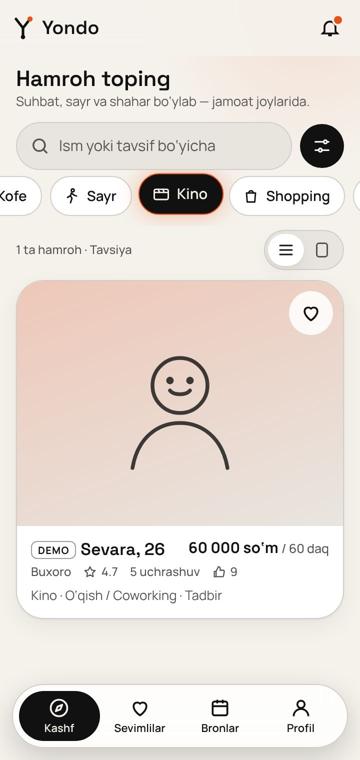 Yondo
Hamroh toping
Suhbat, sayr va shahar bo‘ylab — jamoat joylarida.
Ism yoki tavsif bo‘yicha
Kofe Sayr Kino Shopping
1 ta hamroh · Tavsiya
DEMO Sevara, 26 60 000 so‘m / 60 daq
Buxoro 4.7 5 uchrashuv 9
Kino · O‘qish / Coworking · Tadbir
Kashf Sevimlilar Bronlar Profil